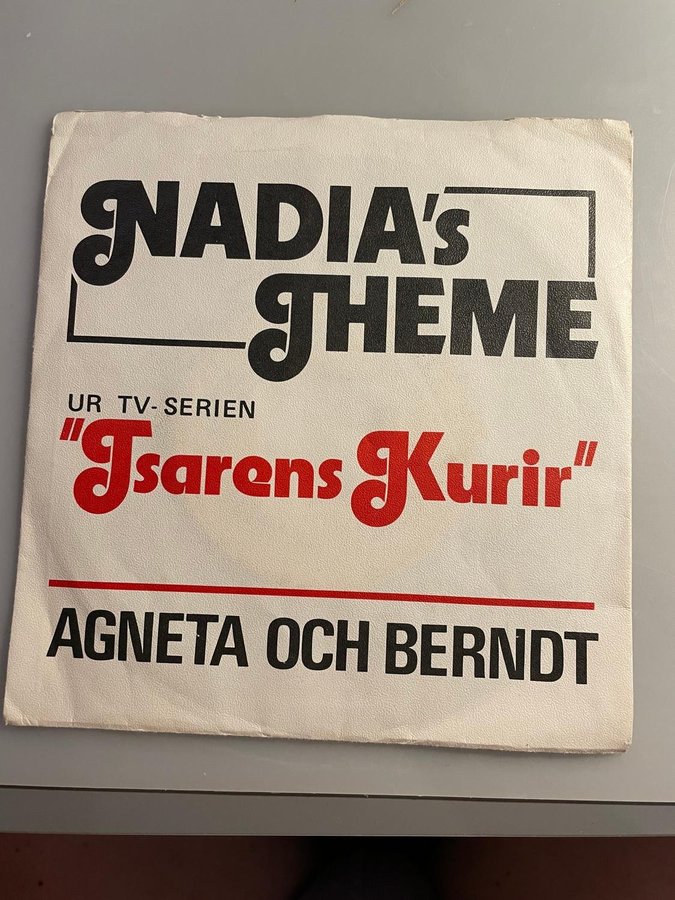 NADIA's
THEME
UR TV-SERIEN
"Tsarens Kurir"
AGNETA OCH BERNDT